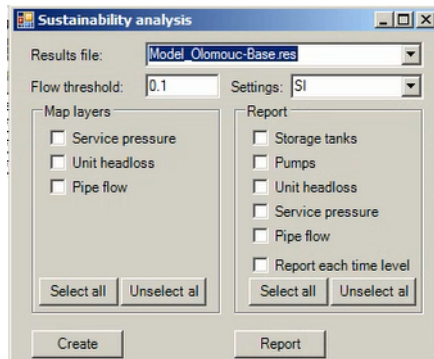 Sustainability analysis
Results file: Model_Olomouc-Base.res
Flow threshold: 0.1 Settings: SI
Map layers
Service pressure
Unit headloss
Pipe flow
Select all Unselect al
Report
Storage tanks
Pumps
Unit headloss
Service pressure
Pipe flow
Report each time level
Select all Unselect al
Create Report